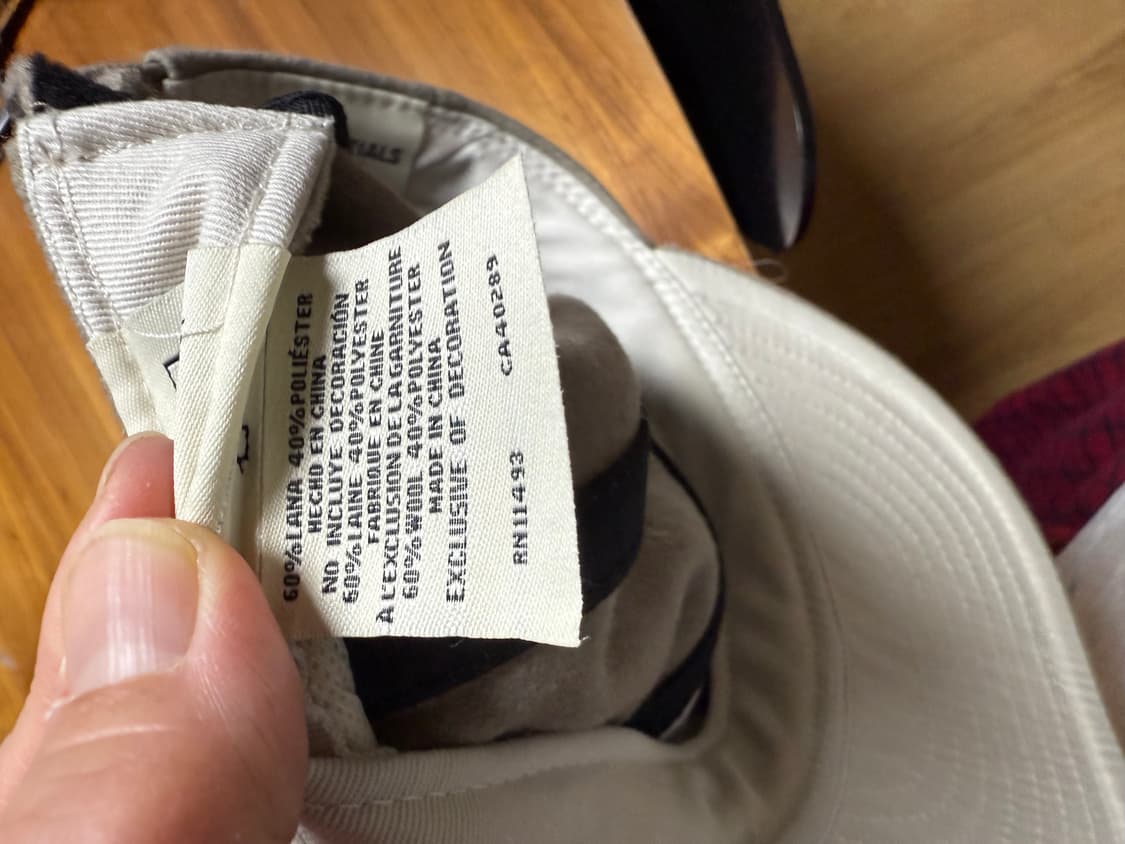 60%LANA 40%POLIÉSTER
HECHO EN CHINA
NO INCLUYE DECORACIÓN
60%LAINE 40%POLYESTER
FABRIQUE EN CHINE
A L'EXCLUSION DE LA GARNITURE
60%WOOL 40%POLYESTER
MADE IN CHINA
EXCLUSIVE OF DECORATION
RN11493 CA40289